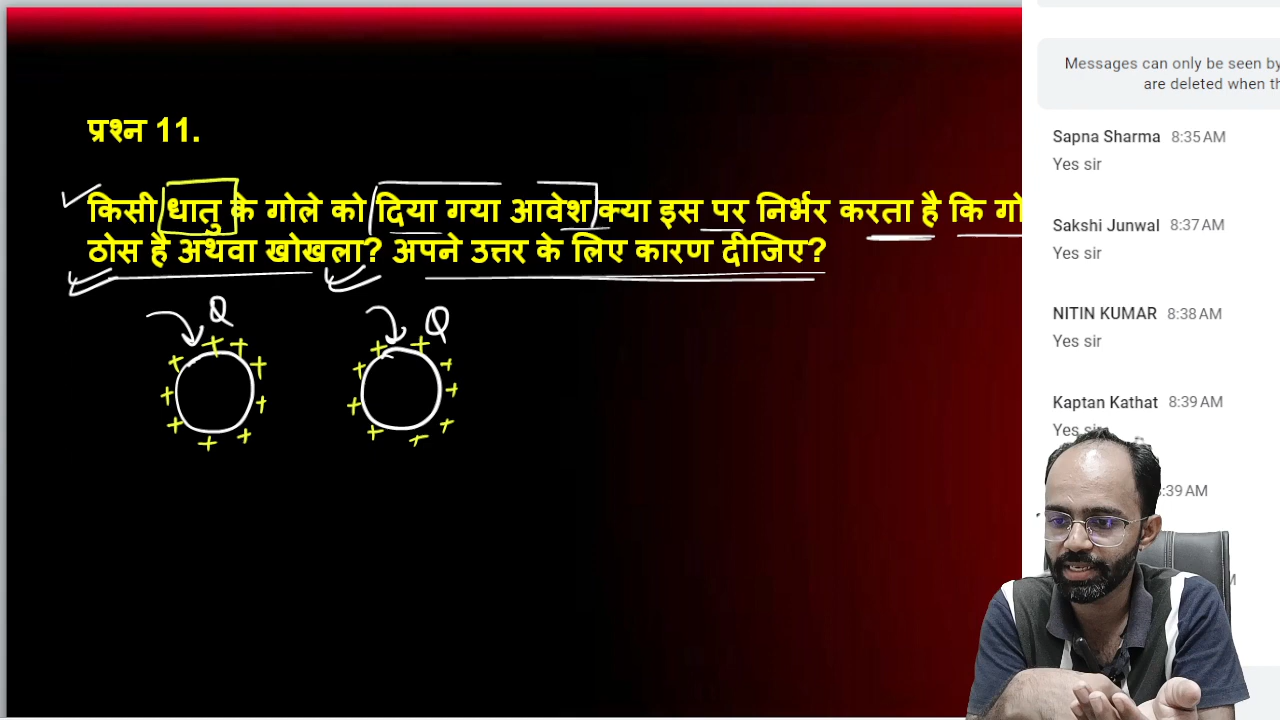 प्रश्न 11.
किसी धातु के गोले को दिया गया आवेश क्या इस पर निर्भर करता है कि गो
ठोस है अथवा खोखला? अपने उत्तर के लिए कारण दीजिए?
Q
Q
Messages can only be seen by
are deleted when th
Sapna Sharma 8:35 AM
Yes sir
Sakshi Junwal 8:37 AM
Yes sir
NITIN KUMAR 8:38 AM
Yes sir
Kaptan Kathat 8:39 AM
Yes sir
:39 AM
M